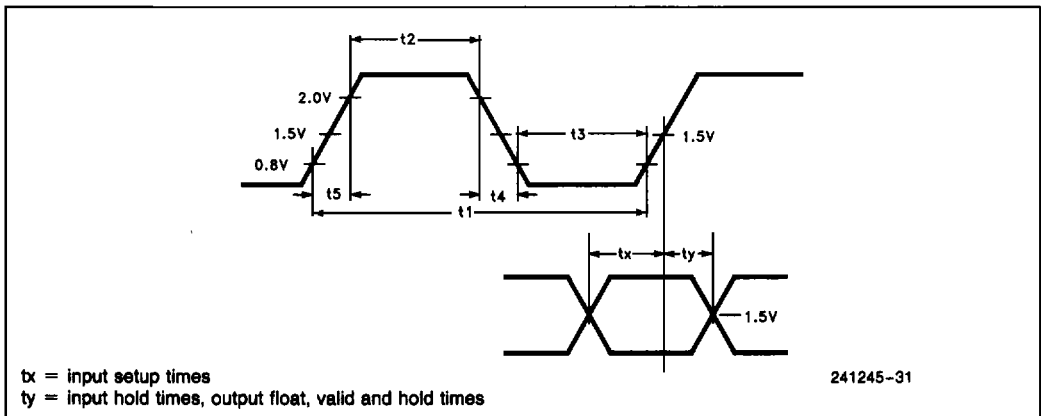 t2
2.0V
1.5V
t3
1.5V
0.8V
t5
t4
t1
tx
ty
1.5V
tx = input setup times
241245-31
ty = input hold times, output float, valid and hold times